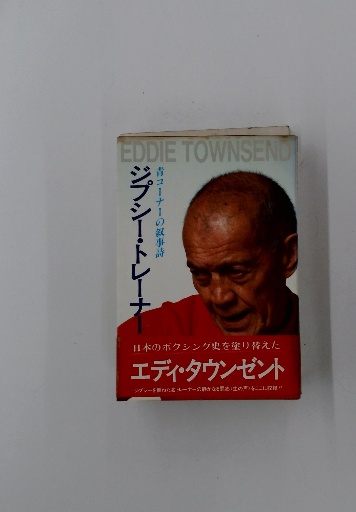 EDDIE TOWNSEND
ジプシー・トレーナー
青コーナーの叙事詩
日本のボクシング史を塗り替えた
エディ・タウンゼント